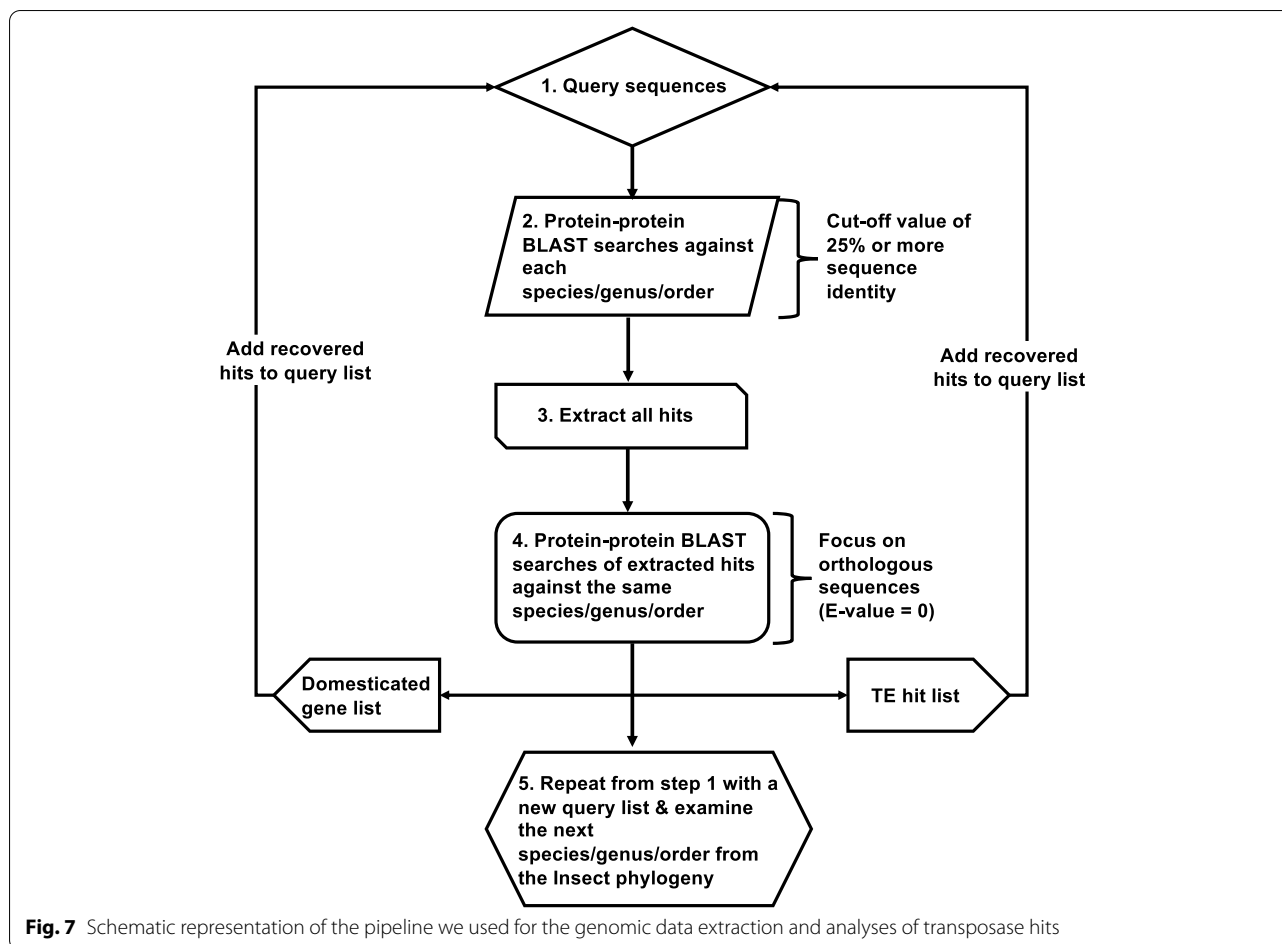 1. Query sequences
2. Protein-protein
BLAST searches against
each
species/genus/order
Cut-off value of
25% or more
sequence
identity
Add recovered
hits to query list
Add recovered
hits to query list
3. Extract all hits
4. Protein-protein BLAST
searches of extracted hits
against the same
species/genus/order
Focus on
orthologous
sequences
(E-value = 0)
Domesticated
gene list
TE hit list
5. Repeat from step 1 with a
new query list & examine
the next
species/genus/order from
the Insect phylogeny
Fig. 7 Schematic representation of the pipeline we used for the genomic data extraction and analyses of transposase hits